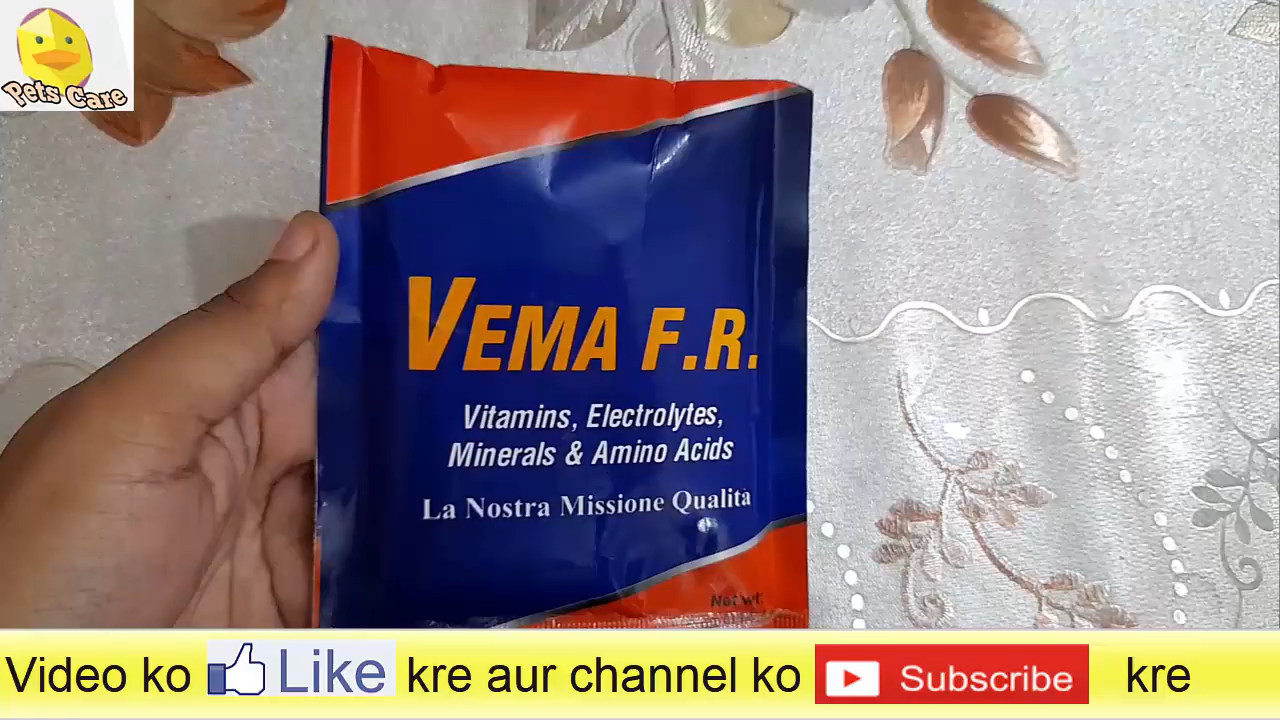 Pets Care
VEMA F.R.
Vitamins, Electrolytes,
Minerals & Amino Acids
La Nostra Missione Qualità
Net wt.
Video ko Like kre aur channel ko Subscribe kre